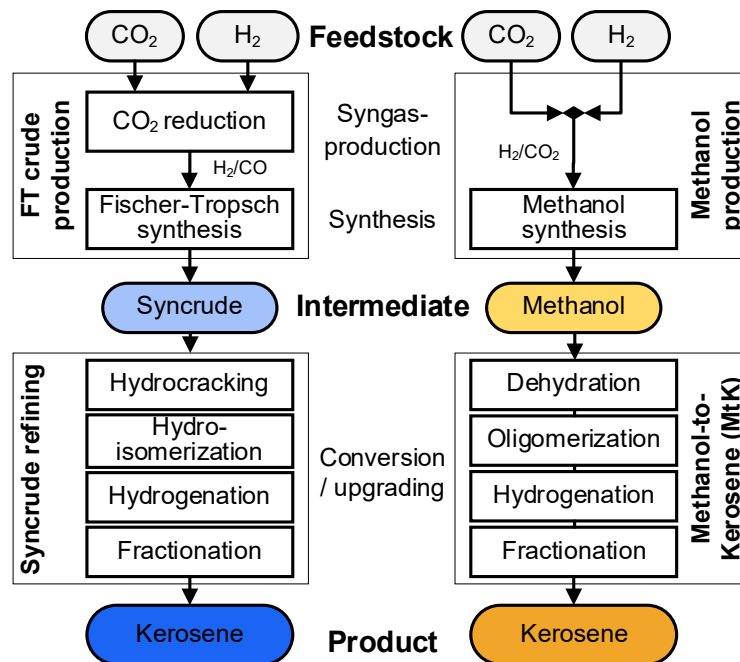 CO₂
H₂
Feedstock
CO₂
H₂
FT crude
production
CO₂ reduction
H₂/CO
Fischer-Tropsch
synthesis
Syngas-
production
Synthesis
H₂/CO₂
Methanol
synthesis
Methanol
production
Syncrude
Intermediate
Methanol
Syncrude refining
Hydrocracking
Hydro-
isomerization
Hydrogenation
Fractionation
Conversion
/ upgrading
Dehydration
Oligomerization
Hydrogenation
Fractionation
Methanol-to-
Kerosene (MtK)
Kerosene
Product
Kerosene